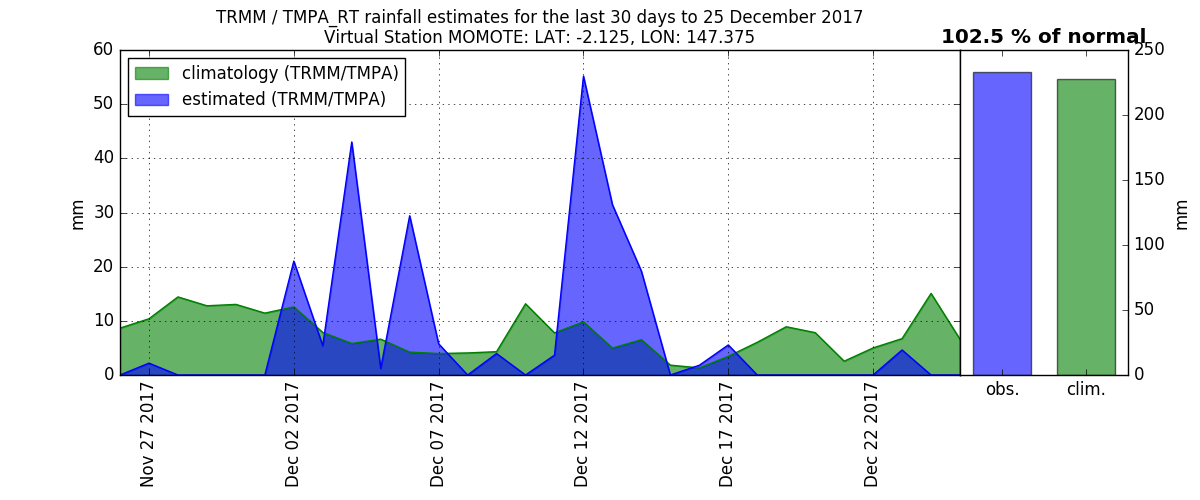 TRMM / TMPA_RT rainfall estimates for the last 30 days to 25 December 2017
Virtual Station MOMOTE: LAT: -2.125, LON: 147.375
102.5 % of normal
climatology (TRMM/TMPA)
estimated (TRMM/TMPA)
60
50
40
30
20
10
0
mm
Nov 27 2017
Dec 02 2017
Dec 07 2017
Dec 12 2017
Dec 17 2017
Dec 22 2017
250
200
150
100
50
0
mm
obs.
clim.